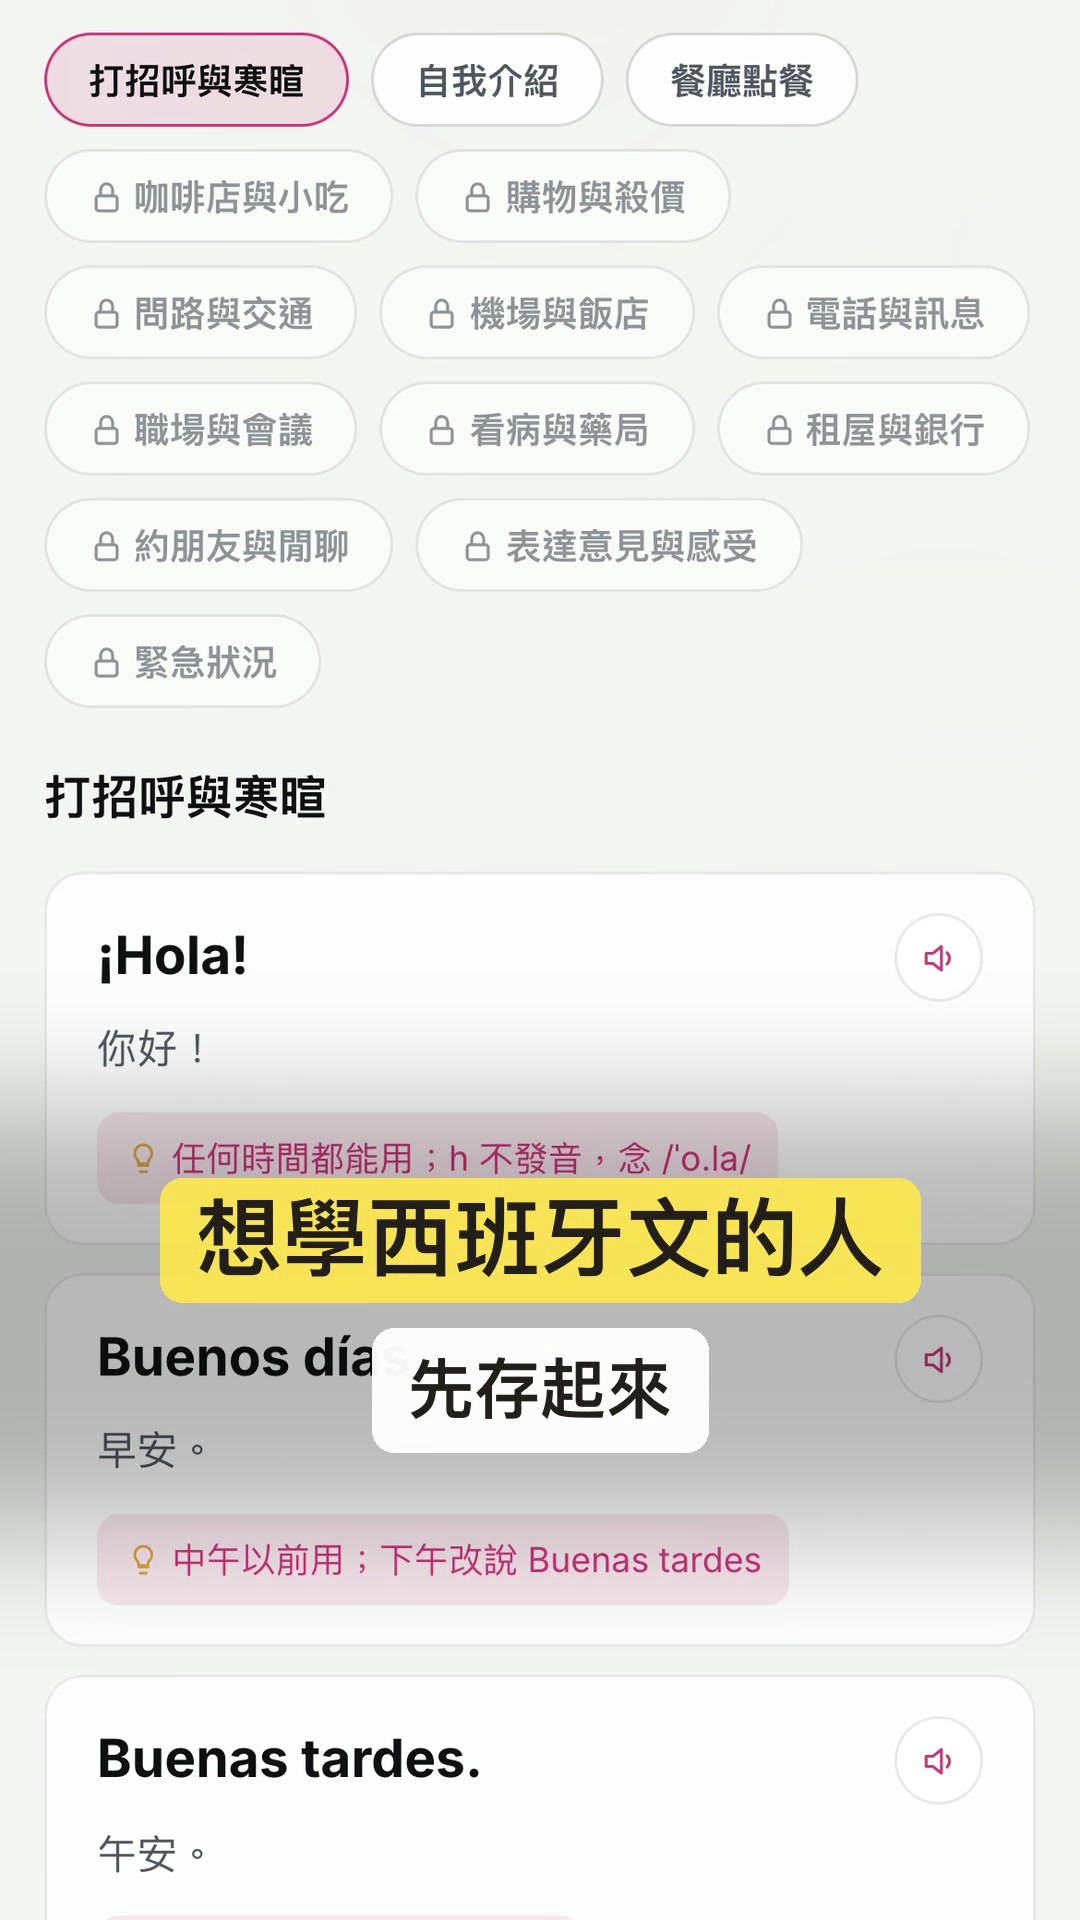 打招呼與寒暄 自我介紹 餐廳點餐
咖啡店與小吃 購物與殺價
問路與交通 機場與飯店 電話與訊息
職場與會議 看病與藥局 租屋與銀行
約朋友與閒聊 表達意見與感受
緊急狀況
打招呼與寒暄
¡Hola!
你好！
任何時間都能用；h 不發音，念 /ˈo.la/
想學西班牙文的人
Buenos días
先存起來
早安。
中午以前用；下午改說 Buenas tardes
Buenas tardes.
午安。